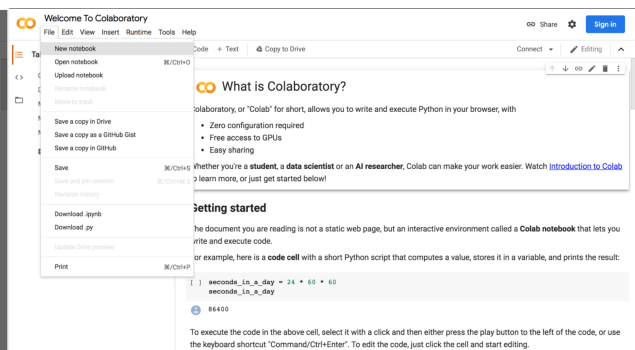 Welcome To Colaboratory
File Edit View Insert Runtime Tools Help
Share
Sign in
Code + Text Copy to Drive
Connect Editing
New notebook
Open notebook ⌘/Ctrl+O
Upload notebook
Rename notebook
Move to trash
Save a copy in Drive
Save a copy as a GitHub Gist
Save a copy in GitHub
Save ⌘/Ctrl+S
Save and pin revision
Revision history
Download .ipynb
Download .py
Update Drive preview
Print ⌘/Ctrl+P
What is Colaboratory?
olaboratory, or "Colab" for short, allows you to write and execute Python in your browser, with
• Zero configuration required
• Free access to GPUs
• Easy sharing
Whether you're a student, a data scientist or an AI researcher, Colab can make your work easier. Watch Introduction to Colab
o learn more, or just get started below!
Getting started
he document you are reading is not a static web page, but an interactive environment called a Colab notebook that lets you
write and execute code.
or example, here is a code cell with a short Python script that computes a value, stores it in a variable, and prints the result:
[ ] seconds_in_a_day = 24 * 60 * 60
seconds_in_a_day
86400
To execute the code in the above cell, select it with a click and then either press the play button to the left of the code, or use
the keyboard shortcut "Command/Ctrl+Enter". To edit the code, just click the cell and start editing.